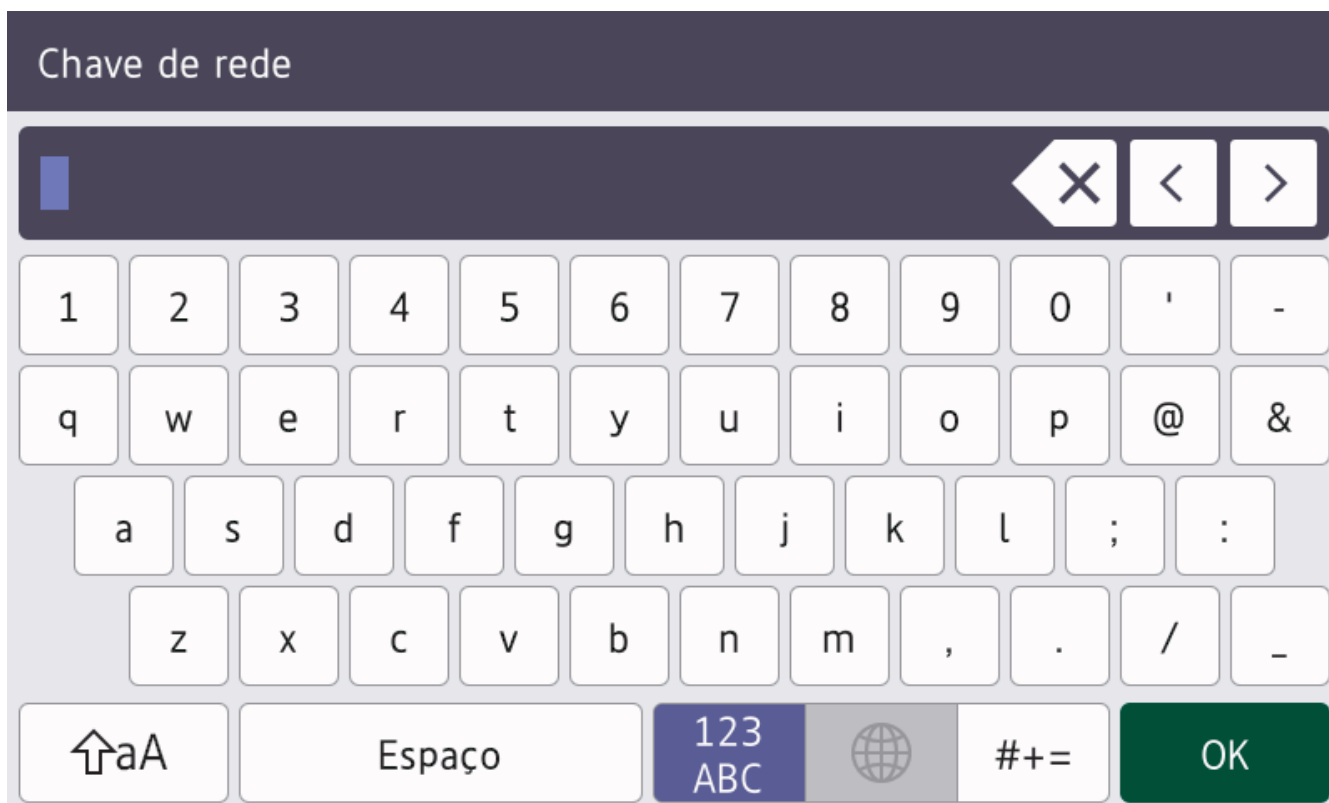 Chave de rede
1 2 3 4 5 6 7 8 9 0 ' -
q w e r t y u i o p @ &
a s d f g h j k l ; :
z x c v b n m , . / _
aA Espaço 123 ABC #+= OK